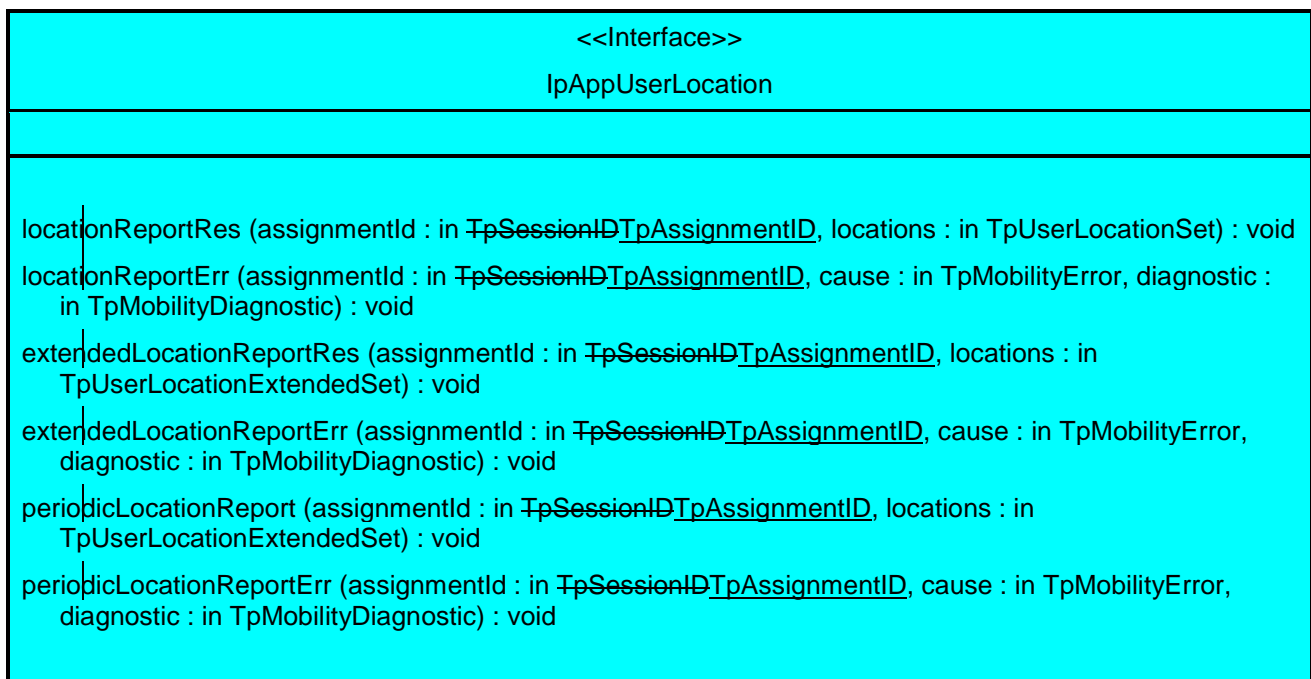 <<Interface>>
IpAppUserLocation
locationReportRes (assignmentId : in TpSessionIDTpAssignmentID, locations : in TpUserLocationSet) : void
locationReportErr (assignmentId : in TpSessionIDTpAssignmentID, cause : in TpMobilityError, diagnostic :
in TpMobilityDiagnostic) : void
extendedLocationReportRes (assignmentId : in TpSessionIDTpAssignmentID, locations : in
TpUserLocationExtendedSet) : void
extendedLocationReportErr (assignmentId : in TpSessionIDTpAssignmentID, cause : in TpMobilityError,
diagnostic : in TpMobilityDiagnostic) : void
periodicLocationReport (assignmentId : in TpSessionIDTpAssignmentID, locations : in
TpUserLocationExtendedSet) : void
periodicLocationReportErr (assignmentId : in TpSessionIDTpAssignmentID, cause : in TpMobilityError,
diagnostic : in TpMobilityDiagnostic) : void